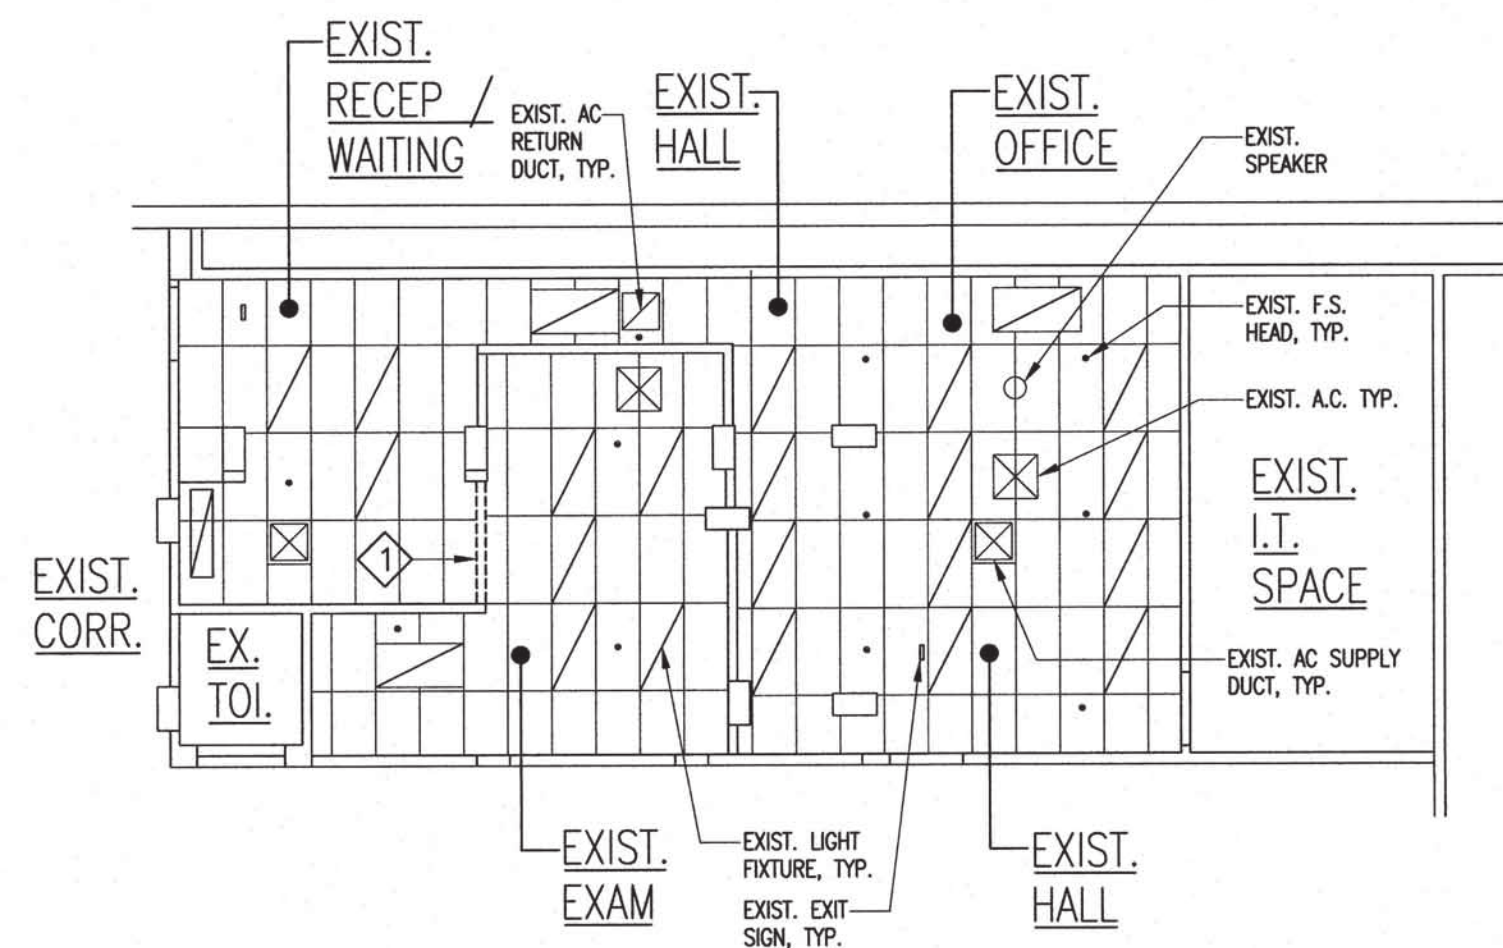 EXIST.
RECEP /
WAITING
EXIST. AC
RETURN
DUCT, TYP.
EXIST.
HALL
EXIST.
OFFICE
EXIST.
SPEAKER
EXIST. F.S.
HEAD, TYP.
EXIST. A.C. TYP.
EXIST.
I.T.
SPACE
1
EXIST.
CORR.
EX.
TOI.
EXIST. AC SUPPLY
DUCT, TYP.
EXIST.
EXAM
EXIST. LIGHT
FIXTURE, TYP.
EXIST. EXIT
SIGN, TYP.
EXIST.
HALL